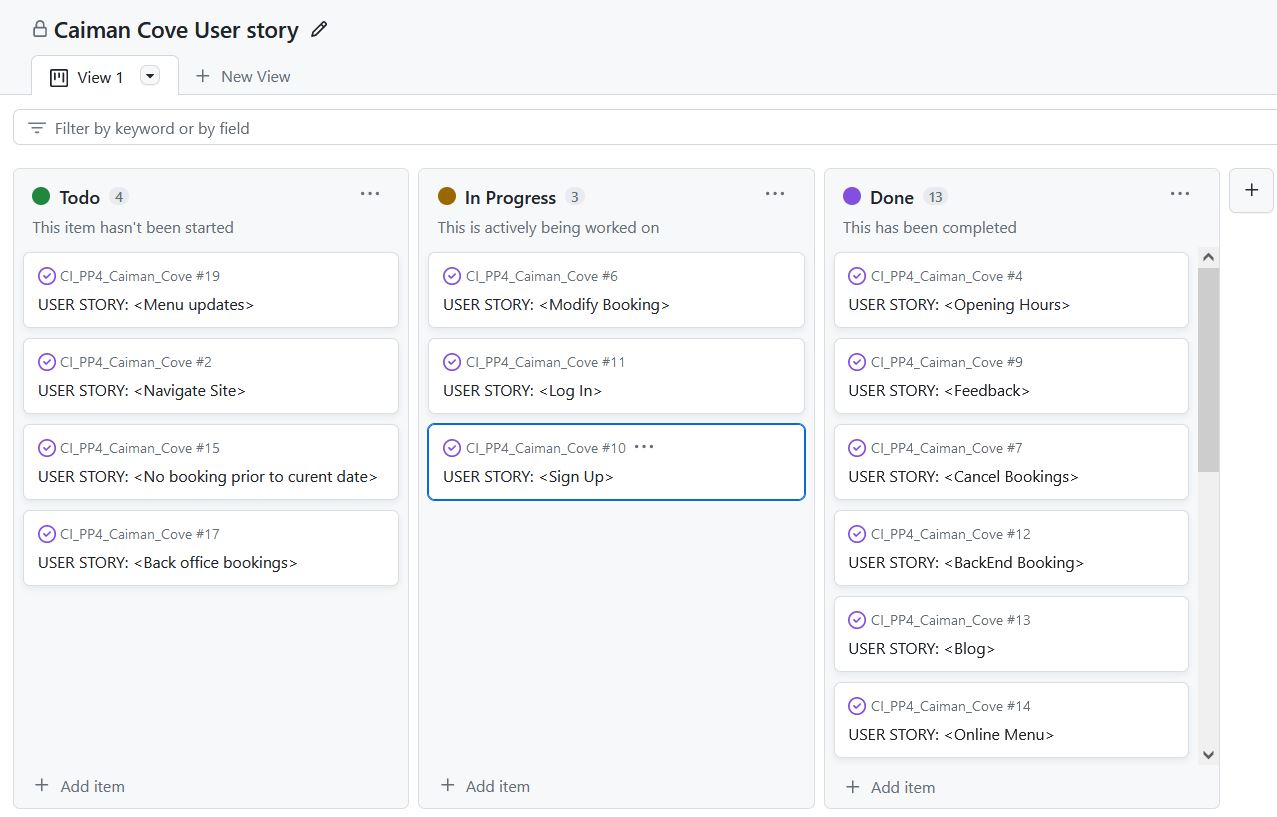 Caiman Cove User story
View 1
New View
Filter by keyword or by field
Todo 4
This item hasn't been started
CI_PP4_Caiman_Cove #19
USER STORY: <Menu updates>
CI_PP4_Caiman_Cove #2
USER STORY: <Navigate Site>
CI_PP4_Caiman_Cove #15
USER STORY: <No booking prior to curent date>
CI_PP4_Caiman_Cove #17
USER STORY: <Back office bookings>
Add item
In Progress 3
This is actively being worked on
CI_PP4_Caiman_Cove #6
USER STORY: <Modify Booking>
CI_PP4_Caiman_Cove #11
USER STORY: <Log In>
CI_PP4_Caiman_Cove #10
USER STORY: <Sign Up>
Add item
Done 13
This has been completed
CI_PP4_Caiman_Cove #4
USER STORY: <Opening Hours>
CI_PP4_Caiman_Cove #9
USER STORY: <Feedback>
CI_PP4_Caiman_Cove #7
USER STORY: <Cancel Bookings>
CI_PP4_Caiman_Cove #12
USER STORY: <BackEnd Booking>
CI_PP4_Caiman_Cove #13
USER STORY: <Blog>
CI_PP4_Caiman_Cove #14
USER STORY: <Online Menu>
Add item